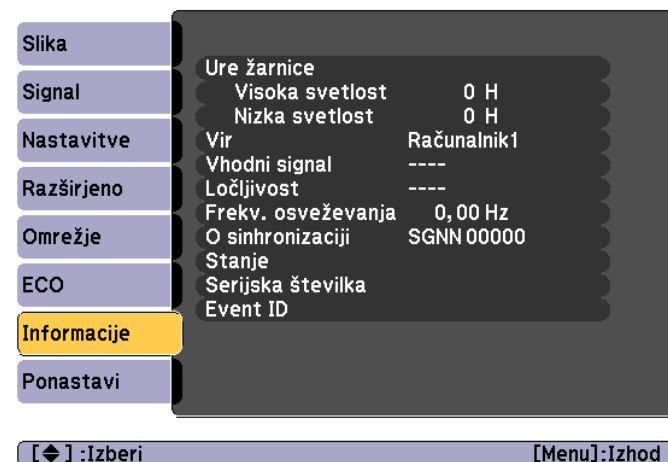 Slika
Signal
Nastavitve
Razširjeno
Omrežje
ECO
Informacije
Ponastavi
Ure žarnice
Visoka svetlost 0 H
Nizka svetlost 0 H
Vir Računalnik1
Vhodni signal ----
Ločljivost ----
Frekv. osveževanja 0,00 Hz
O sinhronizaciji SGNN 00000
Stanje
Serijska številka
Event ID
[◆] :Izberi [Menu]:Izhod